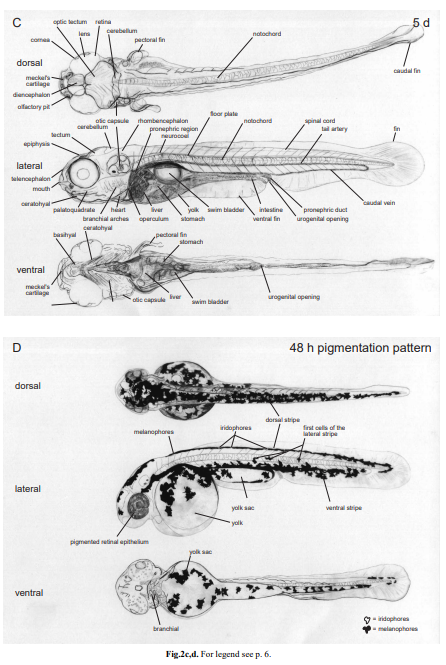 C
5 d
optic tectum
retina
cornea
lens
cerebellum
pectoral fin
notochord
dorsal
meckel's
cartilage
diencephalon
olfactory pit
caudal fin
optic capsule
rhombencephalon
floor plate
cerebellum
pronephric region
notochord
spinal cord
tectum
neurocoel
tail artery
fin
epiphysis
lateral
telencephalon
mouth
ceratohyal
palatoquadrate
heart
liver
yolk
swim bladder
intestine
pronephric duct
caudal vein
branchial arches
operculum
stomach
ventral fin
urogenital opening
ceratohyal
basihyal
pectoral fin
stomach
ventral
meckel's
cartilage
otic capsule
liver
swim bladder
urogenital opening
D
48 h pigmentation pattern
dorsal
dorsal stripe
iridophores
first cells of the
lateral stripe
melanophores
lateral
yolk sac
ventral stripe
yolk
pigmented retinal epithelium
yolk sac
ventral
branchial
= iridophores
= melanophores
Fig.2c,d. For legend see p. 6.